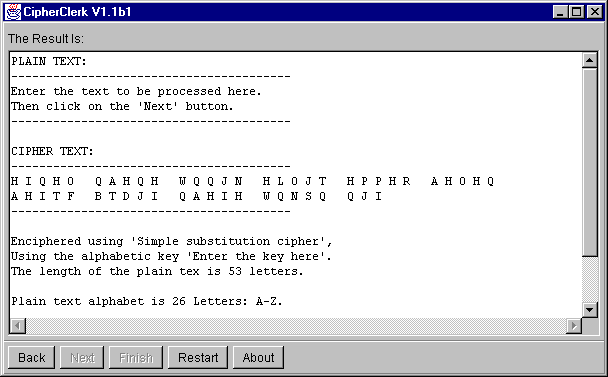 CipherClerk V1.1b1
The Result Is:
PLAIN TEXT:
----------------------------------------
Enter the text to be processed here.
Then click on the 'Next' button.
----------------------------------------
CIPHER TEXT:
----------------------------------------
H I Q H O  Q A H Q H  W Q Q J N  H L O J T  H P P H R  A H O H Q
A H I T F  B T D J I  Q A H I H  W Q N S Q  Q J I
----------------------------------------
Enciphered using 'Simple substitution cipher',
Using the alphabetic key 'Enter the key here'.
The length of the plain tex is 53 letters.
Plain text alphabet is 26 Letters: A-Z.
Back Next Finish Restart About